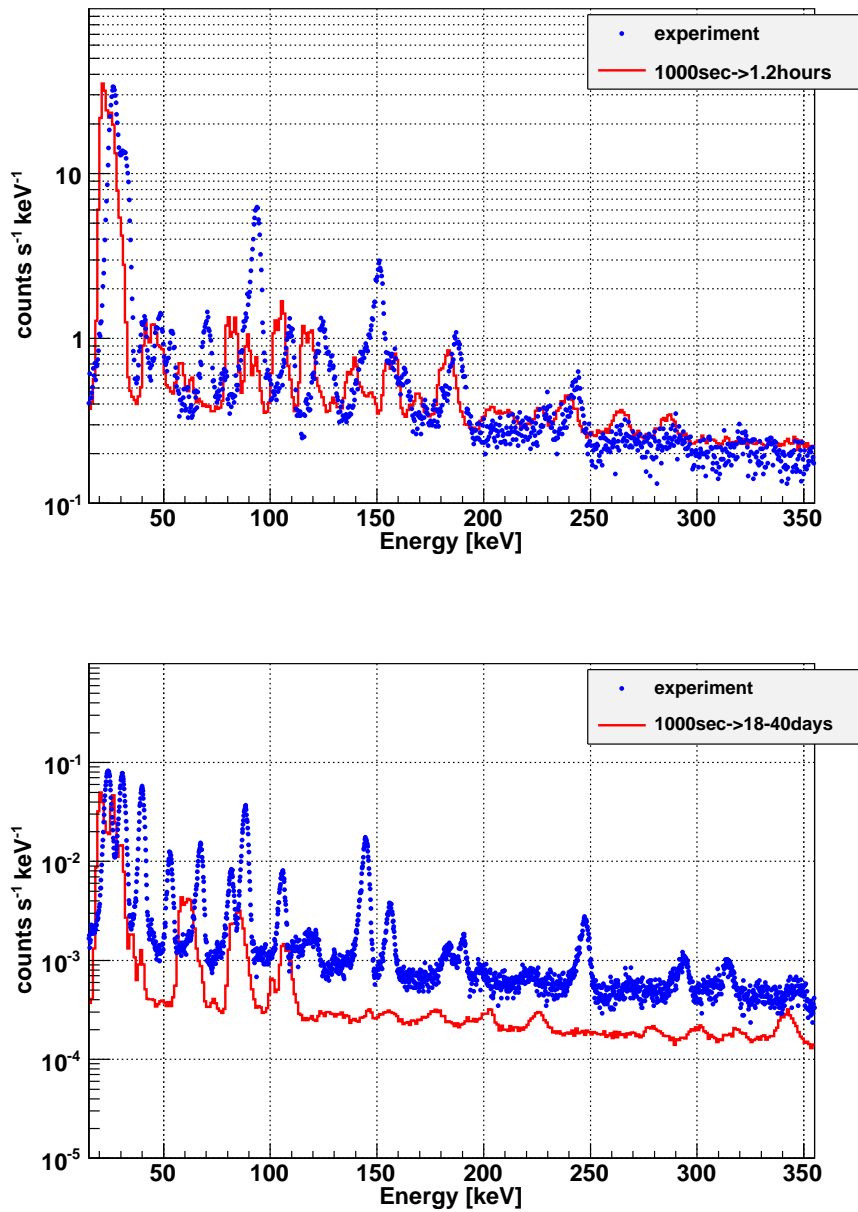 experiment
1000sec->1.2hours
counts s⁻¹ keV⁻¹
10
1
10⁻¹
50 100 150 200 250 300 350
Energy [keV]
experiment
1000sec->18-40days
counts s⁻¹ keV⁻¹
10⁻¹
10⁻²
10⁻³
10⁻⁴
10⁻⁵
50 100 150 200 250 300 350
Energy [keV]